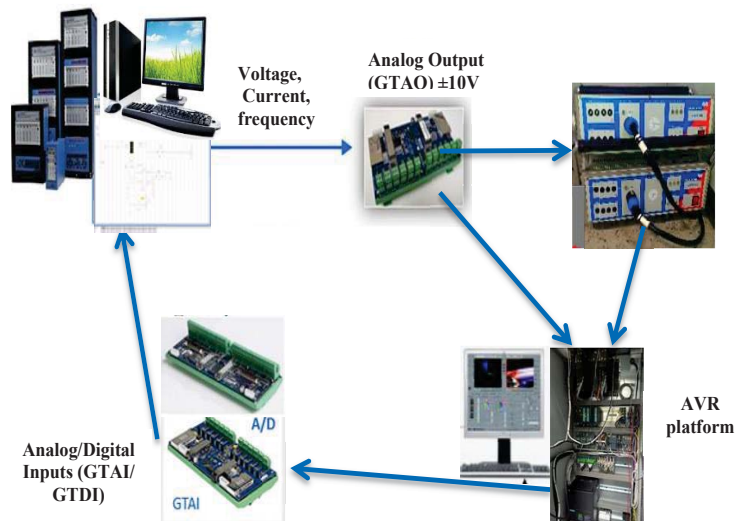 Voltage,
Current,
frequency
Analog Output
(GTAO) ±10V
AVR
platform
A/D
GTAI
Analog/Digital
Inputs (GTAI/
GTDI)